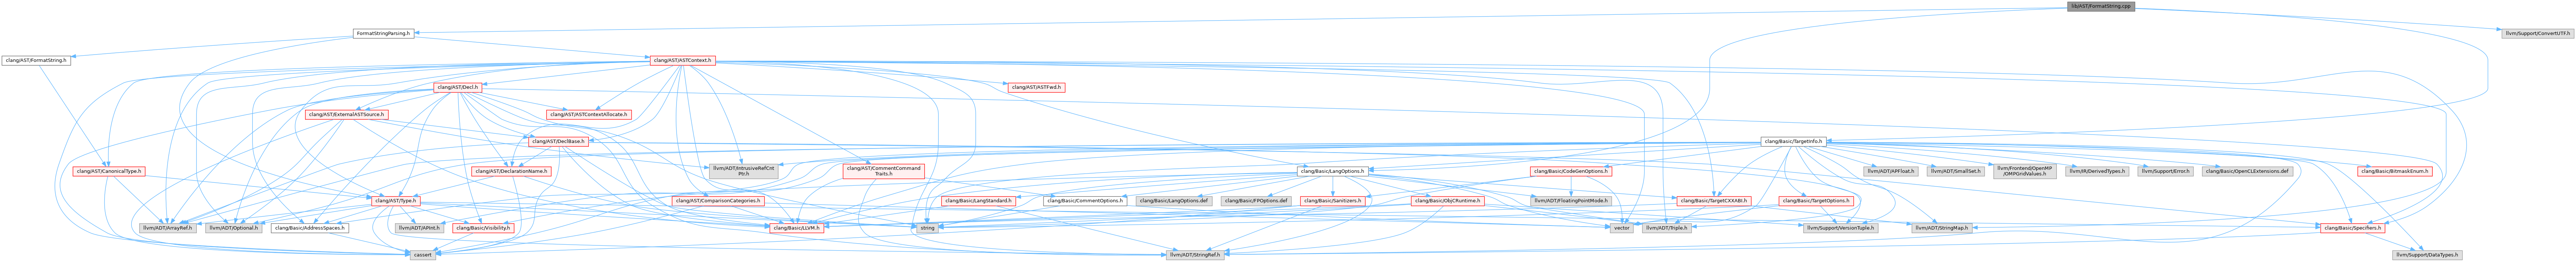 lib/AST/FormatString.cpp
FormatStringParsing.h
llvm/Support/ConvertUTF.h
clang/AST/FormatString.h
clang/AST/ASTContext.h
clang/AST/Decl.h
clang/AST/ASTFwd.h
clang/AST/ExternalASTSource.h
clang/AST/ASTContextAllocate.h
clang/AST/DeclBase.h
clang/Basic/TargetInfo.h
clang/AST/CanonicalType.h
clang/AST/DeclarationName.h
llvm/ADT/IntrusiveRefCnt
Ptr.h
clang/AST/CommentCommand
Traits.h
clang/Basic/LangOptions.h
clang/Basic/CodeGenOptions.h
llvm/ADT/APFloat.h
llvm/ADT/SmallSet.h
llvm/Frontend/OpenMP
/OMPGridValues.h
llvm/IR/DerivedTypes.h
llvm/Support/Error.h
clang/Basic/OpenCLExtensions.def
clang/Basic/BitmaskEnum.h
clang/AST/Type.h
clang/AST/ComparisonCategories.h
clang/Basic/LangStandard.h
clang/Basic/CommentOptions.h
clang/Basic/LangOptions.def
clang/Basic/FPOptions.def
clang/Basic/Sanitizers.h
clang/Basic/ObjCRuntime.h
llvm/ADT/FloatingPointMode.h
clang/Basic/TargetCXXABI.h
clang/Basic/TargetOptions.h
llvm/ADT/ArrayRef.h
llvm/ADT/Optional.h
clang/Basic/AddressSpaces.h
llvm/ADT/APInt.h
clang/Basic/Visibility.h
clang/Basic/LLVM.h
string
vector
llvm/ADT/Triple.h
llvm/Support/VersionTuple.h
llvm/ADT/StringMap.h
clang/Basic/Specifiers.h
cassert
llvm/ADT/StringRef.h
llvm/Support/DataTypes.h